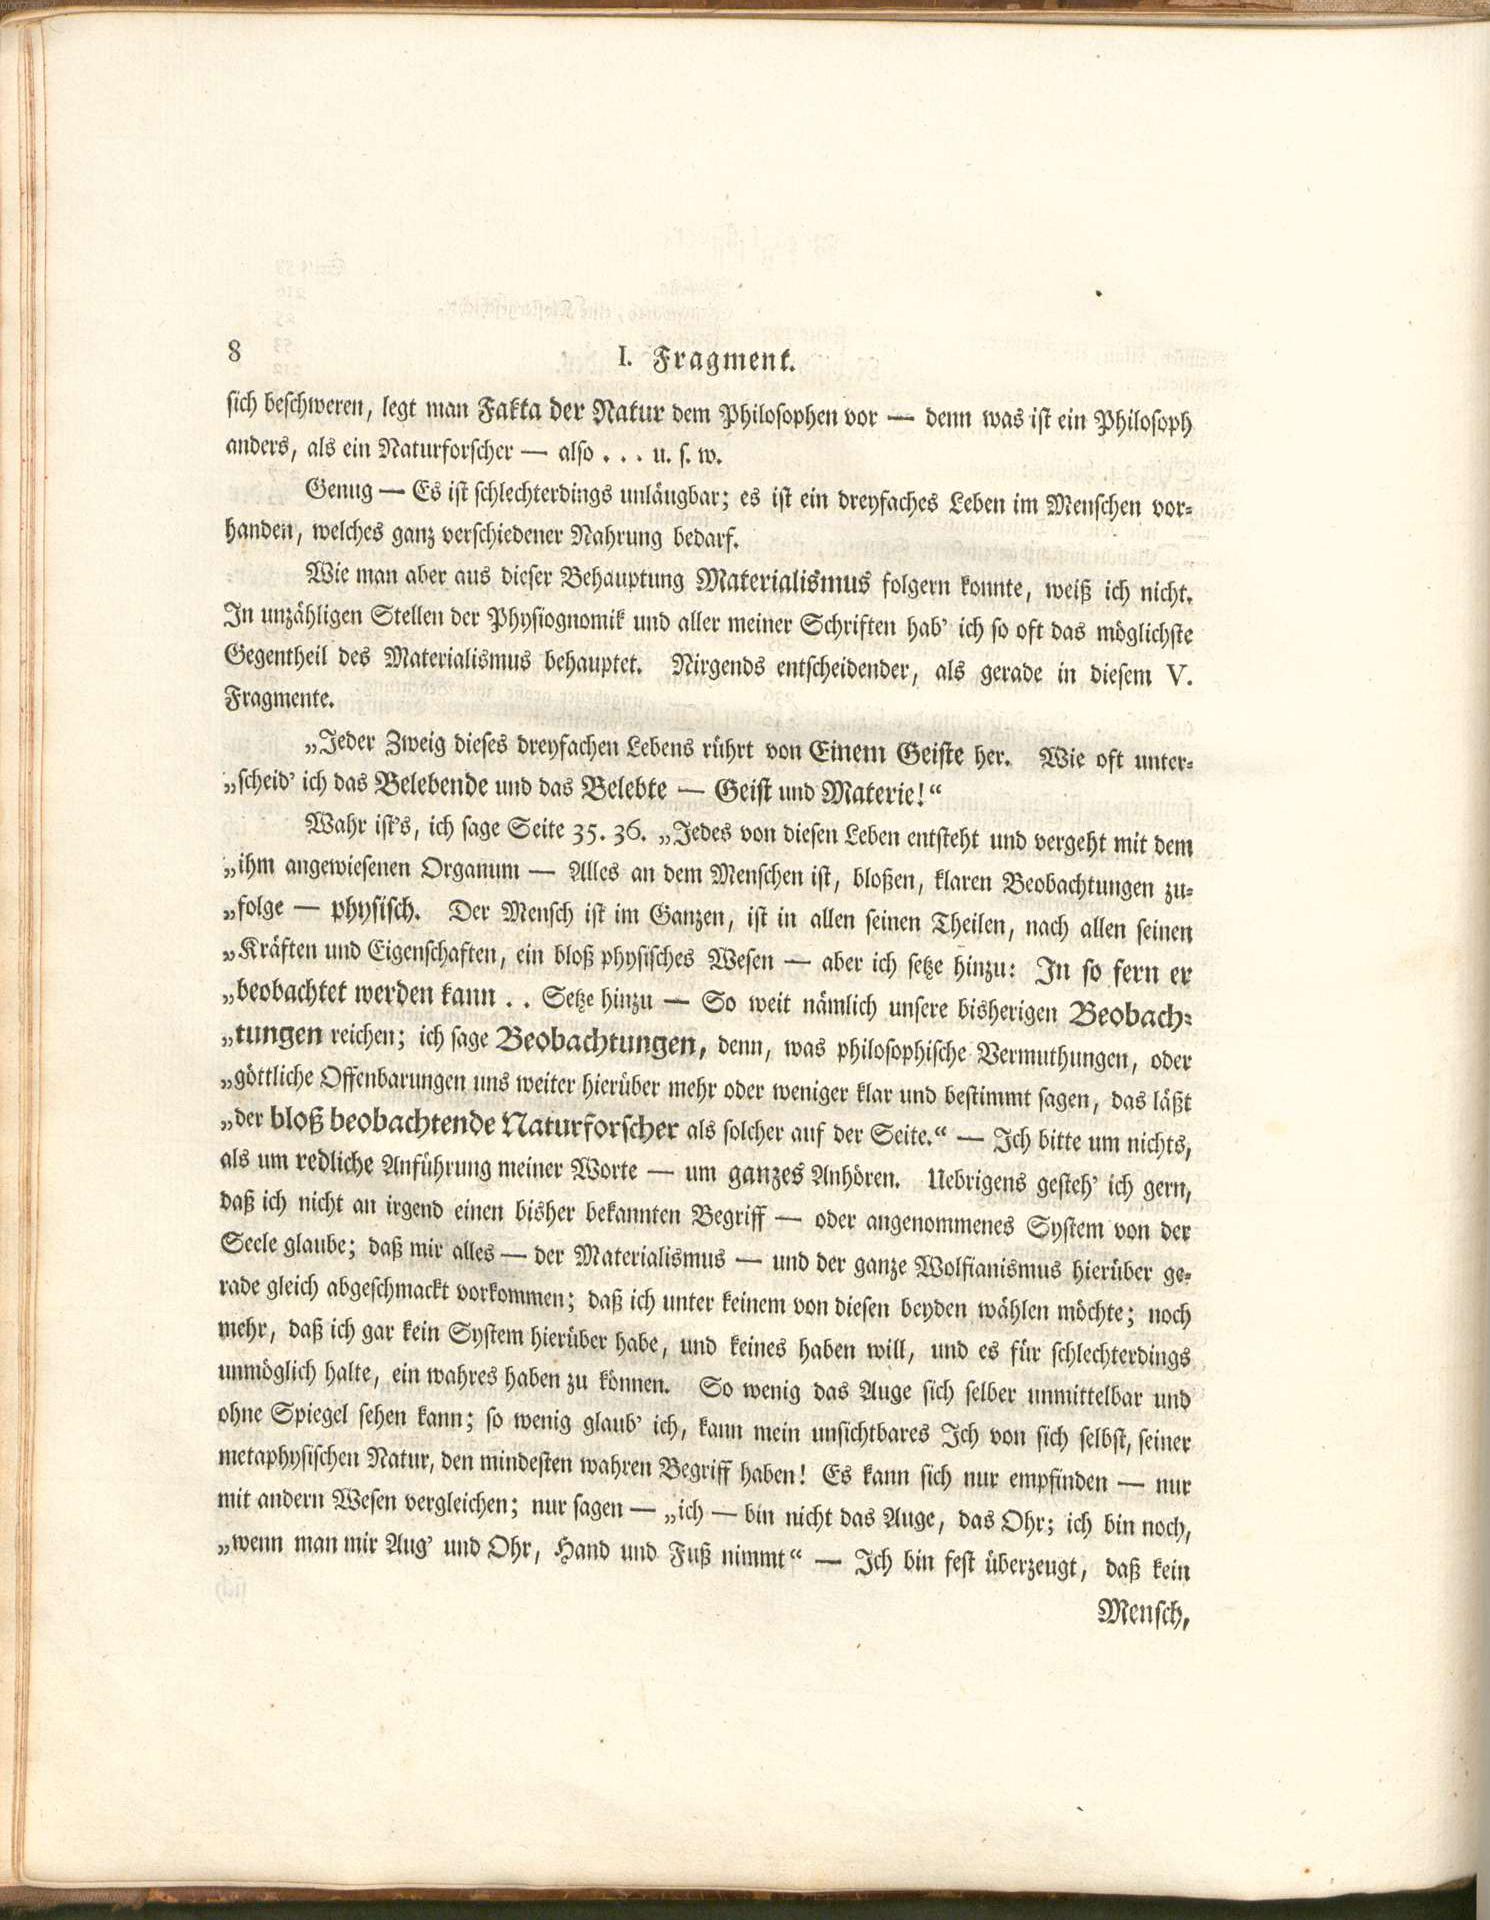 8
I. Fragment.
sich beschweren, legt man Fakta der Natur dem Philosophen vor — denn was ist ein Philosoph
anders, als ein Naturforscher — also . . . u. s. w.
Genug — Es ist schlechterdings unläugbar; es ist ein dreyfaches Leben im Menschen vor-
handen, welches ganz verschiedener Nahrung bedarf.
Wie man aber aus dieser Behauptung Materialismus folgern konnte, weiß ich nicht.
In unzähligen Stellen der Physiognomik und aller meiner Schriften hab' ich so oft das möglichste
Gegentheil des Materialismus behauptet. Nirgends entscheidender, als gerade in diesem V.
Fragmente.
„Jeder Zweig dieses dreyfachen Lebens rührt von Einem Geiste her. Wie oft unter-
„scheid' ich das Belebende und das Belebte — Geist und Materie!“
Wahr ist's, ich sage Seite 35. 36. „Jedes von diesen Leben entsteht und vergeht mit dem
„ihm angewiesenen Organum — Alles an dem Menschen ist, bloßen, klaren Beobachtungen zu-
„folge — physisch. Der Mensch ist im Ganzen, ist in allen seinen Theilen, nach allen seinen
„Kräften und Eigenschaften, ein bloß physisches Wesen — aber ich setze hinzu: In so fern er
„beobachtet werden kann . . Setze hinzu — So weit nämlich unsere bisherigen Beobach-
„tungen reichen; ich sage Beobachtungen, denn, was philosophische Vermuthungen, oder
„göttliche Offenbarungen uns weiter hierüber mehr oder weniger klar und bestimmt sagen, das läßt
„der bloß beobachtende Naturforscher als solcher auf der Seite.“ — Ich bitte um nichts,
als um redliche Anführung meiner Worte — um ganzes Anhören. Uebrigens gesteh' ich gern,
daß ich nicht an irgend einen bisher bekannten Begriff — oder angenommenes System von der
Seele glaube; daß mir alles — der Materialismus — und der ganze Wolfianismus hierüber ge-
rade gleich abgeschmackt vorkommen; daß ich unter keinem von diesen beyden wählen möchte; noch
mehr, daß ich gar kein System hierüber habe, und keines haben will, und es für schlechterdings
unmöglich halte, ein wahres haben zu können. So wenig das Auge sich selber unmittelbar und
ohne Spiegel sehen kann; so wenig glaub' ich, kann mein unsichtbares Ich von sich selbst, seiner
metaphysischen Natur, den mindesten wahren Begriff haben! Es kann sich nur empfinden — nur
mit andern Wesen vergleichen; nur sagen — „ich — bin nicht das Auge, das Ohr; ich bin noch,
„wenn man mir Aug' und Ohr, Hand und Fuß nimmt“ — Ich bin fest überzeugt, daß kein
Mensch,